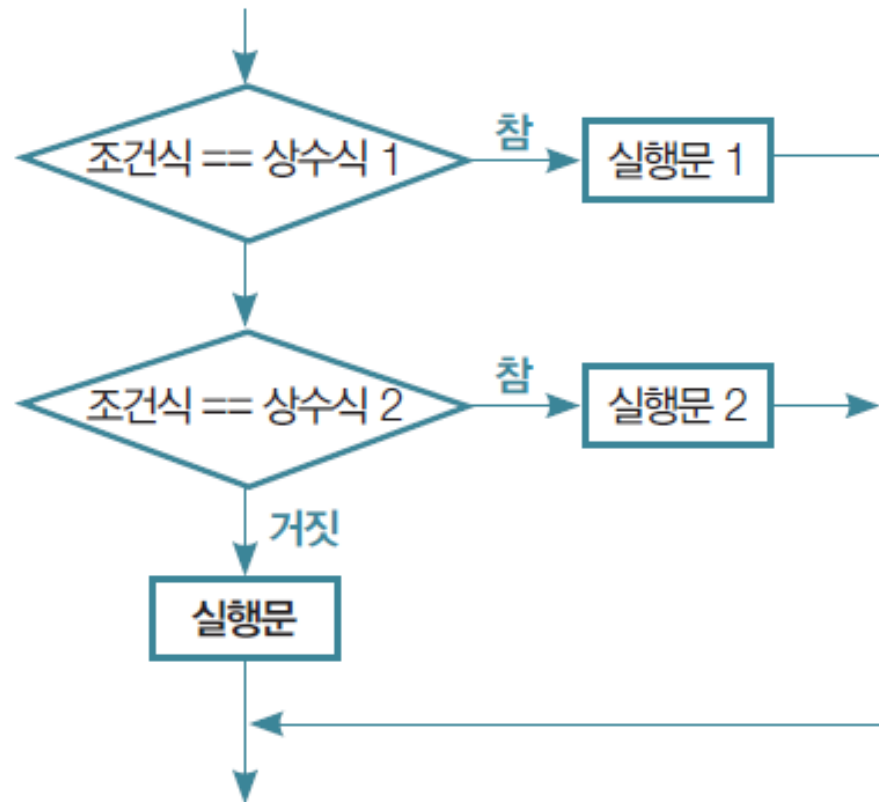 참
조건식 == 상수식 1
실행문 1
참
조건식 == 상수식 2
실행문 2
거짓
실행문